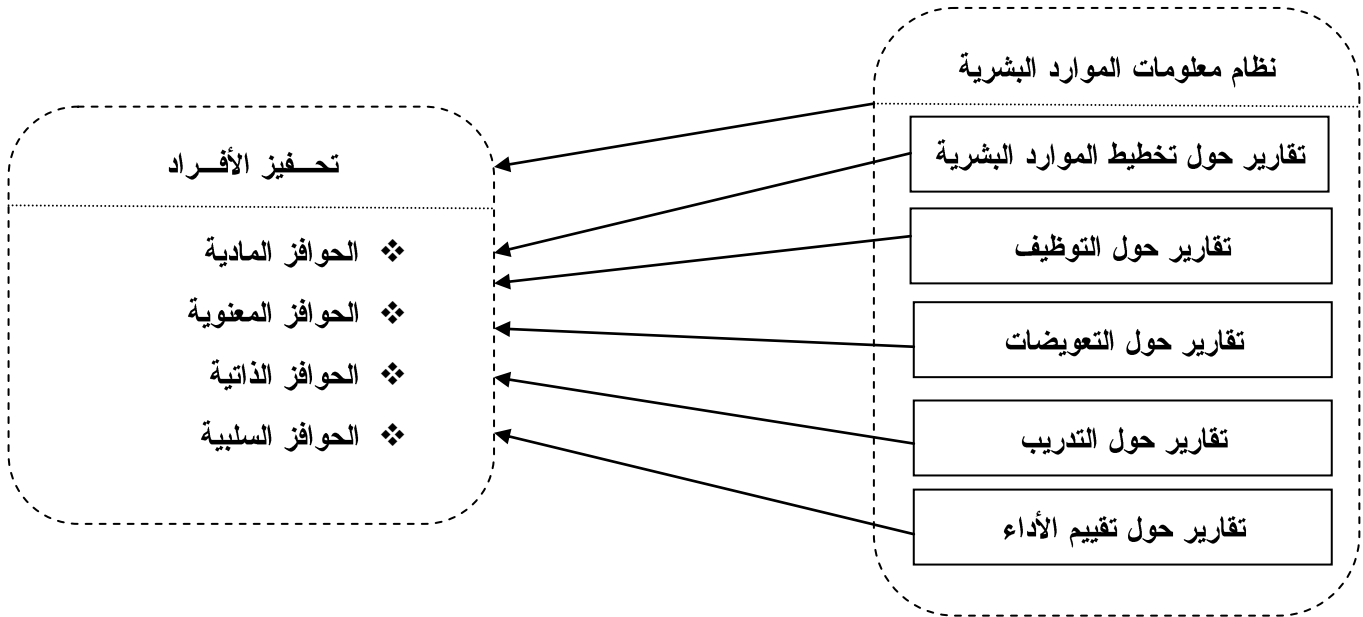 نظام معلومات الموارد البشرية
تقارير حول تخطيط الموارد البشرية
تقارير حول التوظيف
تقارير حول التعويضات
تقارير حول التدريب
تقارير حول تقييم الأداء
تحـــفيز الأفـــراد
❖ الحوافز المادية
❖ الحوافز المعنوية
❖ الحوافز الذاتية
❖ الحوافز السلبية